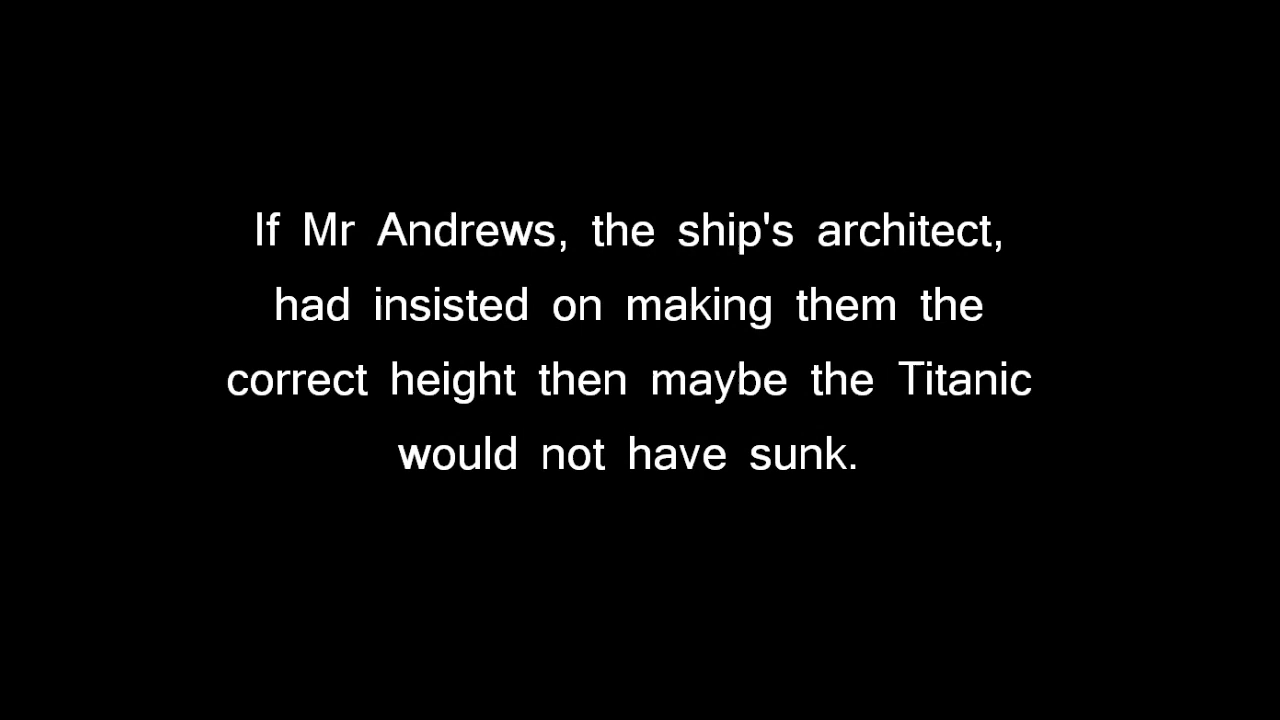 If Mr Andrews, the ship's architect,
had insisted on making them the
correct height then maybe the Titanic
would not have sunk.